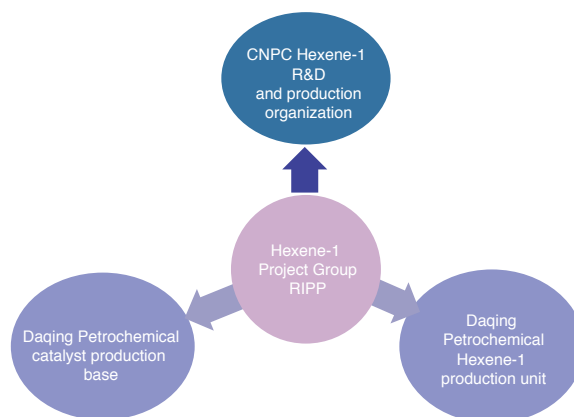 CNPC Hexene-1
R&D
and production
organization
Hexene-1
Project Group
RIPP
Daqing Petrochemical
catalyst production
base
Daqing
Petrochemical
Hexene-1
production unit